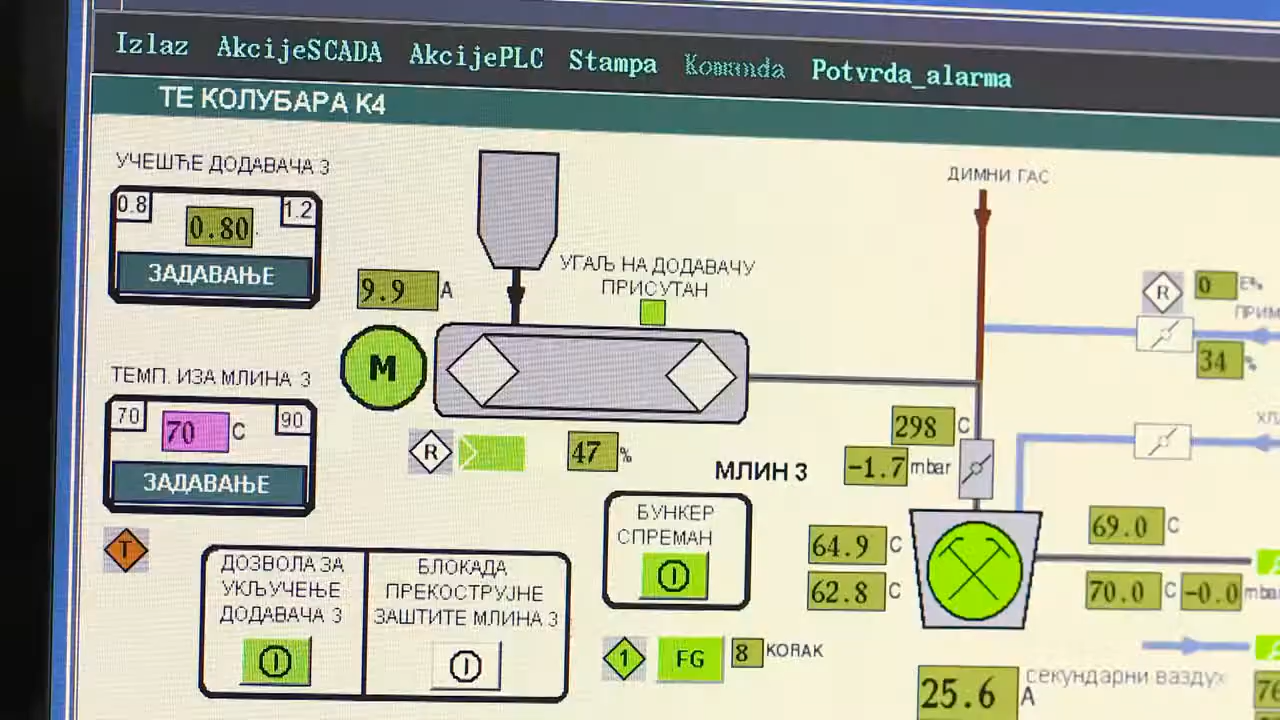 Izlaz AkcijeSCADA AkcijePLC Stampa Komanda Potvrda_alarma
ТЕ КОЛУБАРА К4
УЧЕШЋЕ ДОДАВАЧА 3
0.8 0.80 1.2
ЗАДАВАЊЕ
ДИМНИ ГАС
УГАЉ НА ДОДАВАЧУ
ПРИСУТАН
9.9 A
M
R 0 E%
34 %
ТЕМП. ИЗА МЛИНА 3
70 70 C 90
ЗАДАВАЊЕ
R 47 %
298 C
МЛИН 3 -1.7 mbar
БУНКЕР
СПРЕМАН
64.9 C
62.8 C
69.0 C
70.0 C -0.0
T
ДОЗВОЛА ЗА
УКЉУЧЕЊЕ
ДОДАВАЧА 3
БЛОКАДА
ПРЕКОСТРУЈНЕ
ЗАШТИТЕ МЛИНА 3
1 FG 8 КОRАК
25.6 A
секундарни ваздух